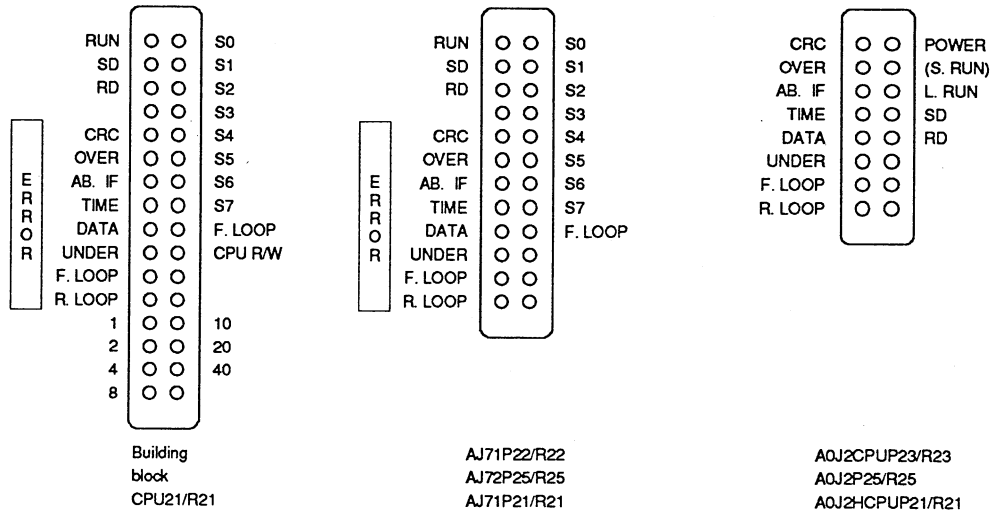 RUN S0
SD S1
RD S2
S3
CRC S4
OVER S5
AB. IF S6
TIME S7
DATA F. LOOP
UNDER CPU R/W
F. LOOP
R. LOOP
1 10
2 20
4 40
8
ERROR
Building
block
CPU21/R21
RUN S0
SD S1
RD S2
S3
CRC S4
OVER S5
AB. IF S6
TIME S7
DATA F. LOOP
UNDER
F. LOOP
R. LOOP
ERROR
AJ71P22/R22
AJ72P25/R25
AJ71P21/R21
CRC POWER
OVER (S. RUN)
AB. IF L. RUN
TIME SD
DATA RD
UNDER
F. LOOP
R. LOOP
A0J2CPUP23/R23
A0J2P25/R25
A0J2HCPUP21/R21